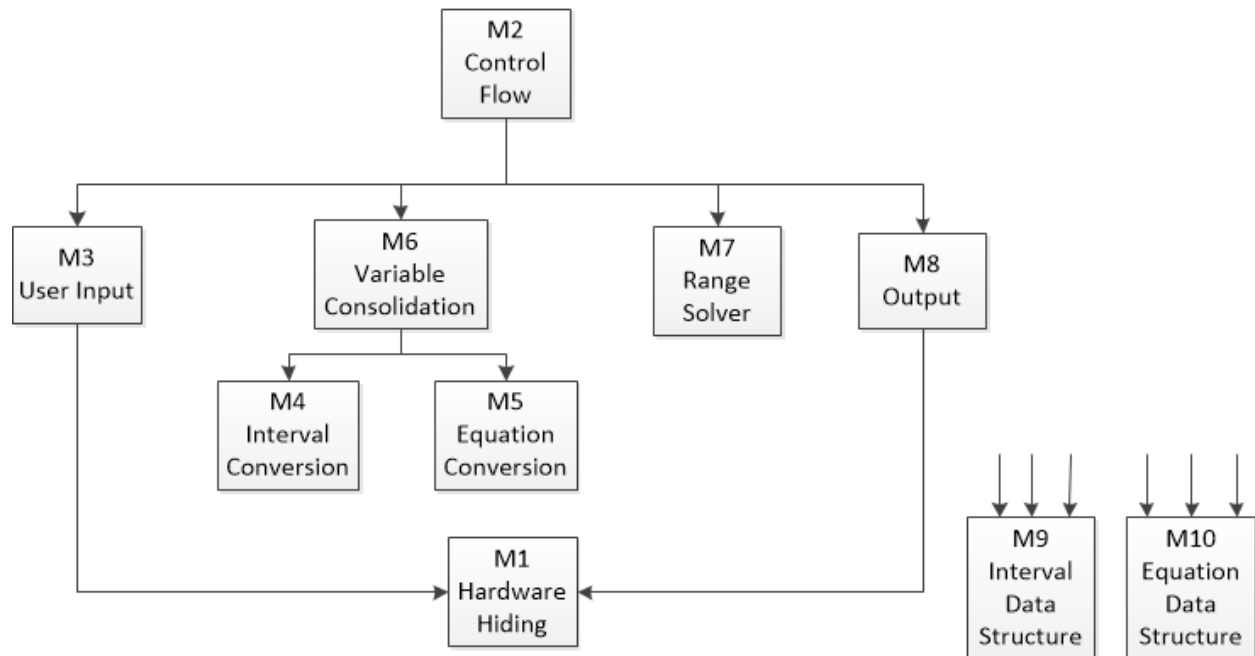 M2
Control
Flow
M3
User Input
M6
Variable
Consolidation
M7
Range
Solver
M8
Output
M4
Interval
Conversion
M5
Equation
Conversion
M1
Hardware
Hiding
M9
Interval
Data
Structure
M10
Equation
Data
Structure